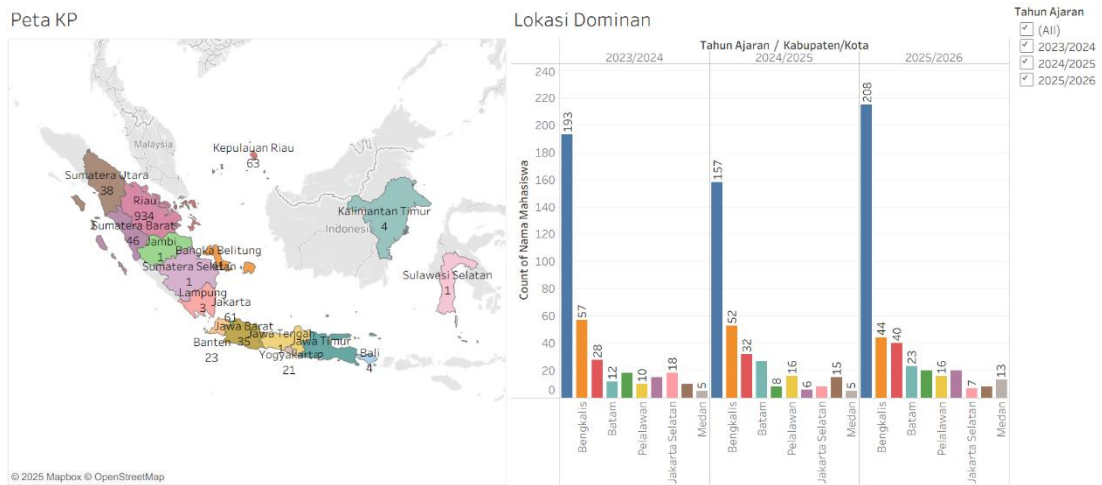 Peta KP
Malaysia
Kepulauan Riau
63
Sumatera Utara
38
Riau
934
1
Sumatera Barat
46
Jambi
1
Bangka Belitung
Sumatera Selatan
1
Lampung
3
Jakarta
61
Banten
23
Jawa Barat
35
Jawa Tengah
Yogyakarta
21
Jawa Timur
Bali
4
Indonesia
Kalimantan Timur
4
Sulawesi Selatan
1
© 2025 Mapbox © OpenStreetMap
Lokasi Dominan
Tahun Ajaran / Kabupaten/Kota
2023/2024
2024/2025
2025/2026
Count of Nama Mahasiswa
240
220
200
180
160
140
120
100
80
60
40
20
0
193
57
28
12
10
18
5
157
52
32
8
16
6
15
5
208
44
40
23
16
7
13
Bengkalis
Batam
Pelalawan
Jakarta Selatan
Medan
Bengkalis
Batam
Pelalawan
Jakarta Selatan
Medan
Bengkalis
Batam
Pelalawan
Jakarta Selatan
Medan
Tahun Ajaran
(All)
2023/2024
2024/2025
2025/2026